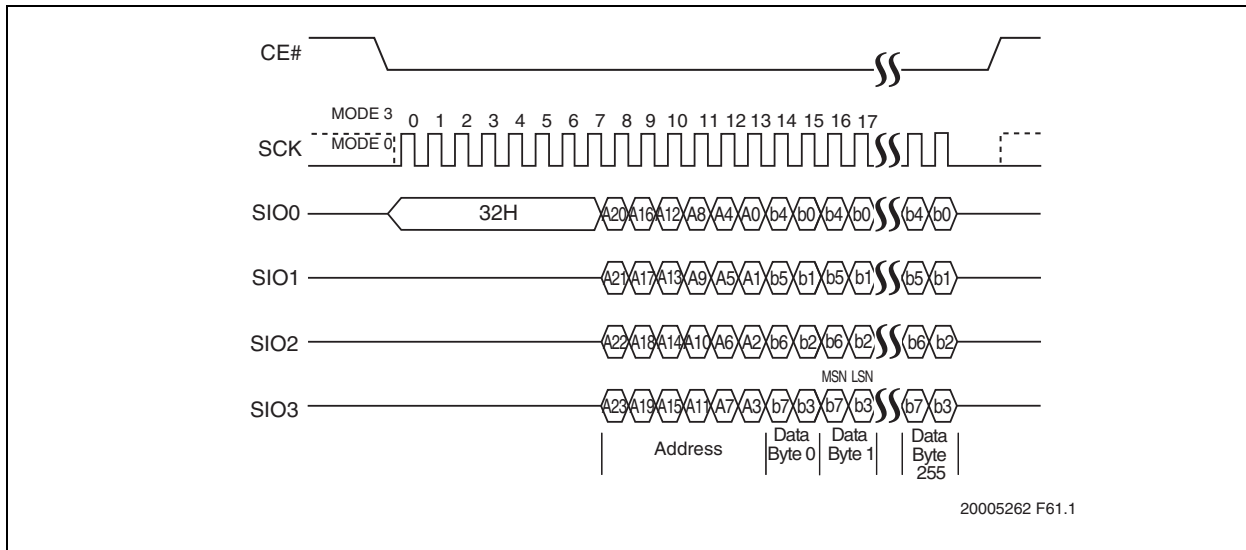 CE#
MODE 3
0 1 2 3 4 5 6 7 8 9 10 11 12 13 14 15 16 17
SCK
MODE 0
SIO0
32H
A20 A16 A12 A8 A4 A0 b4 b0 b4 b0 b4 b0
SIO1
A21 A17 A13 A9 A5 A1 b5 b1 b5 b1 b5 b1
SIO2
A22 A18 A14 A10 A6 A2 b6 b2 b6 b2 b6 b2
MSN LSN
SIO3
A23 A19 A15 A11 A7 A3 b7 b3 b7 b3 b7 b3
Address
Data
Byte 0
Data
Byte 1
Data
Byte
255
20005262 F61.1